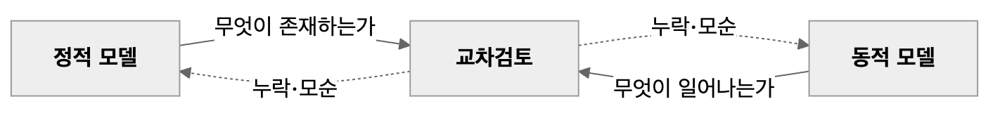 무엇이 존재하는가
누락·모순
정적 모델
교차검토
동적 모델
누락·모순
무엇이 일어나는가